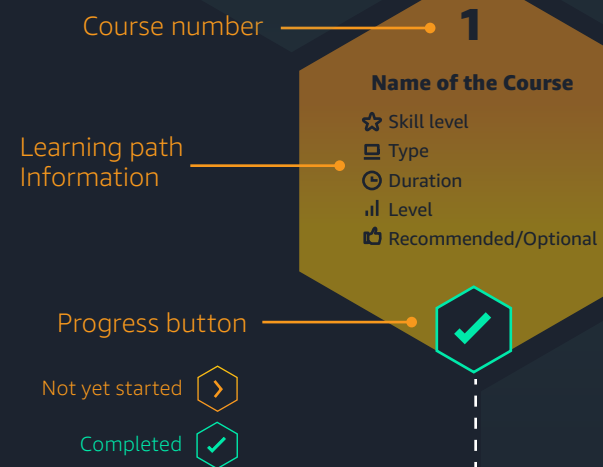 Course number
1
Name of the Course
Skill level
Type
Duration
Level
Recommended/Optional
Learning path
Information
Progress button
Not yet started
Completed